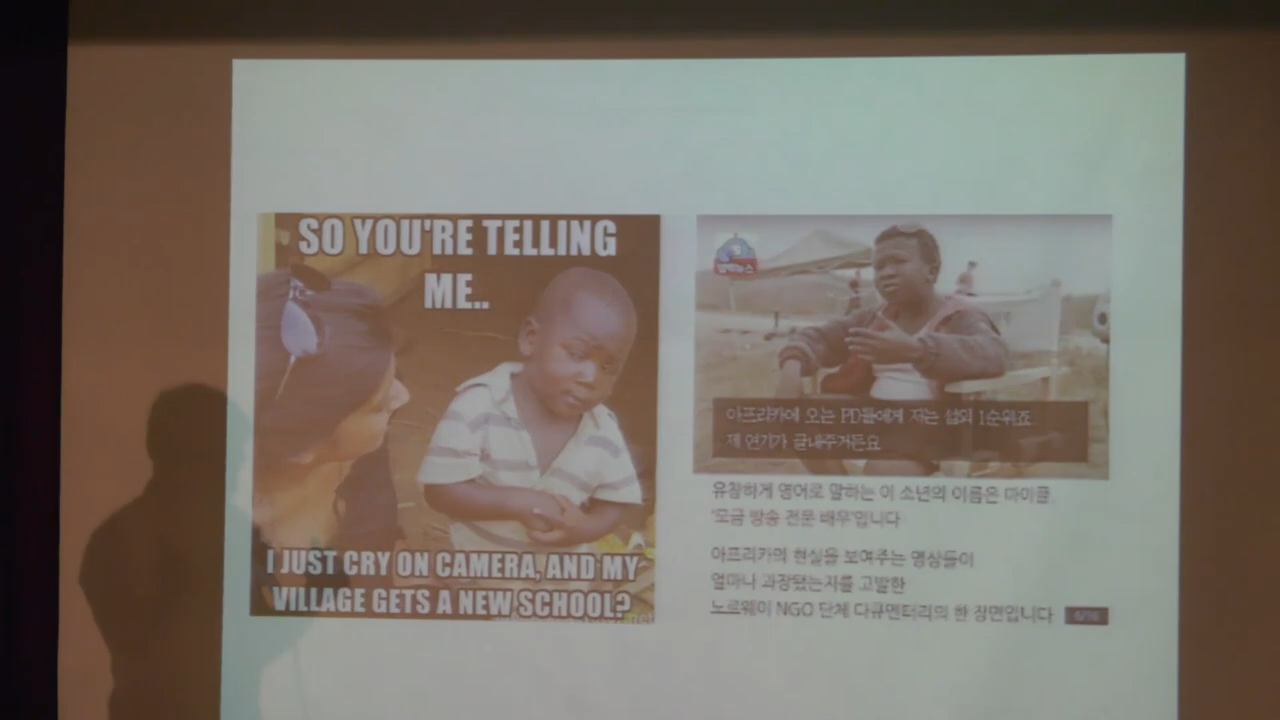 SO YOU'RE TELLING
ME..
I JUST CRY ON CAMERA, AND MY
VILLAGE GETS A NEW SCHOOL?
아프리카에 오는 PD들에게 저는 섭외 1순위죠
제 연기가 끝내주거든요
유창하게 영어로 말하는 이 소년의 이름은 마이클
'모금 방송 전문 배우'입니다
아프리카의 현실을 보여주는 영상들이
얼마나 과장됐는지를 고발한
노르웨이 NGO 단체 다큐멘터리의 한 장면입니다